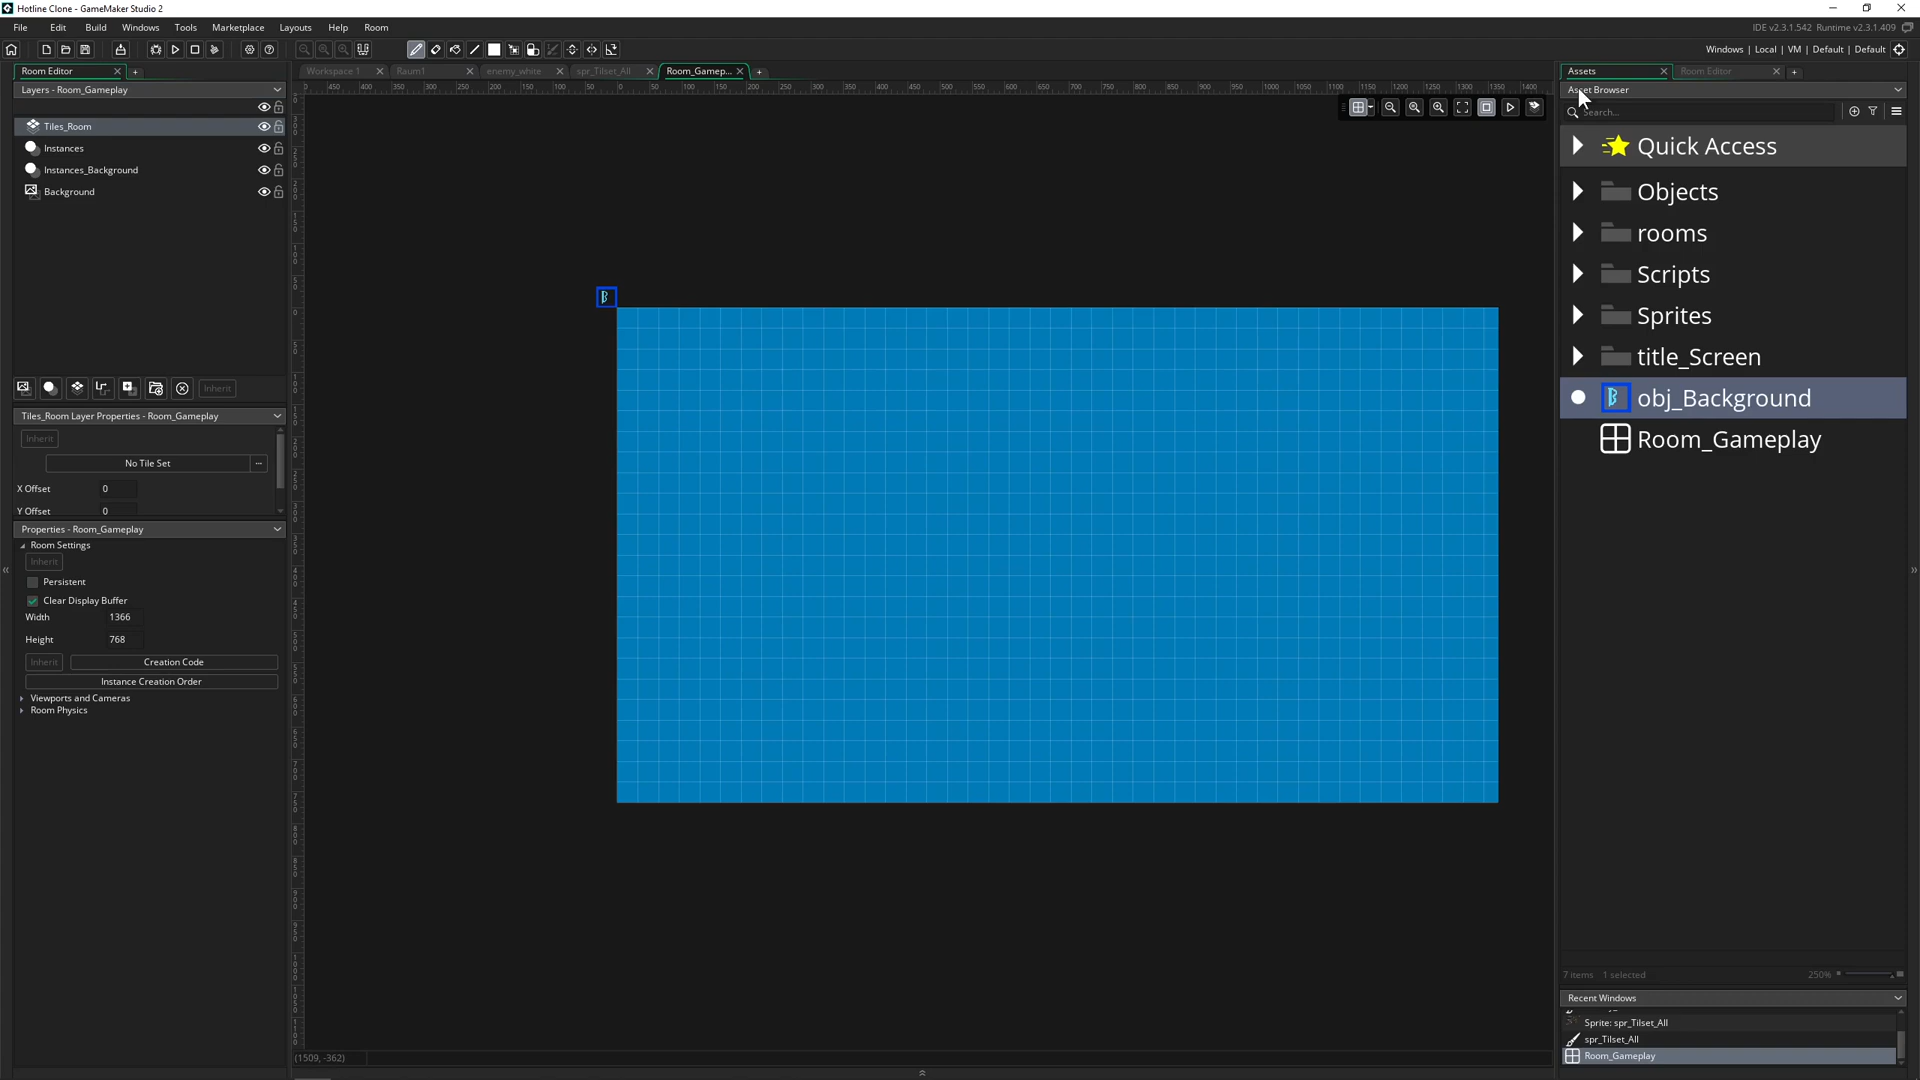 Hotline Clone - GameMaker Studio 2
File Edit Build Windows Tools Marketplace Layouts Help Room
IDE v2.3.1.542 Runtime v2.3.1.409
Windows | Local | VM | Default | Default
Room Editor
Workspace 1 Raum1 enemy_white spr_Tilset_All Room_Gamep...
Assets Room Editor
Layers - Room_Gameplay
Asset Browser
Search...
Tiles_Room
Instances
Instances_Background
Background
Quick Access
Objects
rooms
Scripts
Sprites
title_Screen
obj_Background
Room_Gameplay
Inherit
Tiles_Room Layer Properties - Room_Gameplay
Inherit
No Tile Set ...
X Offset 0
Y Offset 0
Properties - Room_Gameplay
Room Settings
Inherit
Persistent
Clear Display Buffer
Width 1366
Height 768
Inherit Creation Code
Instance Creation Order
Viewports and Cameras
Room Physics
7 items 1 selected 250%
Recent Windows
Sprite: spr_Tilset_All
spr_Tilset_All
Room_Gameplay
(1509, -362)